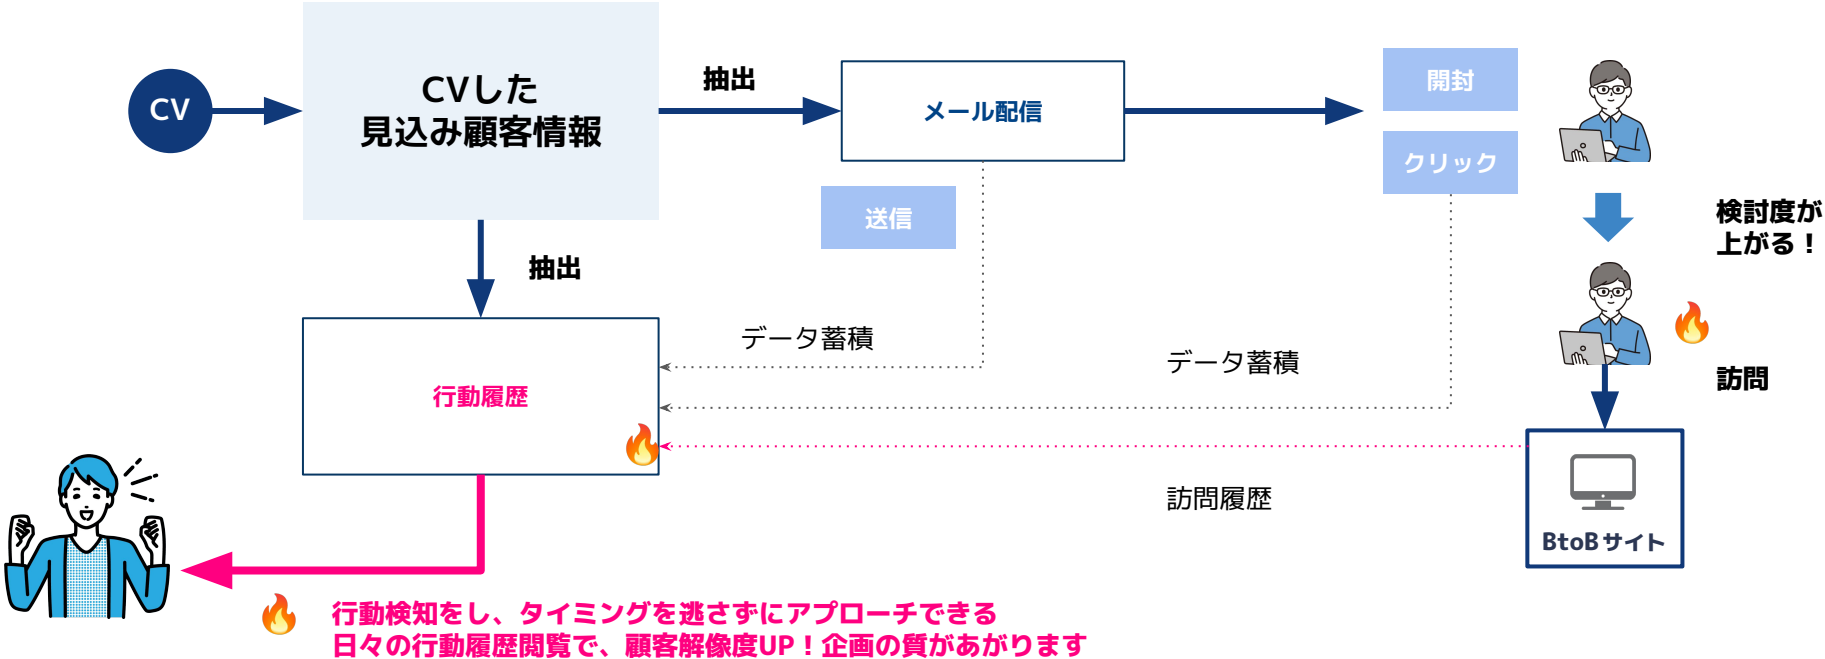 CV
CVした
見込み顧客情報
抽出
メール配信
開封
クリック
送信
検討度が
上がる！
抽出
データ蓄積
データ蓄積
訪問
行動履歴
訪問履歴
BtoBサイト
行動検知をし、タイミングを逃さずにアプローチできる
日々の行動履歴閲覧で、顧客解像度UP！企画の質があがります